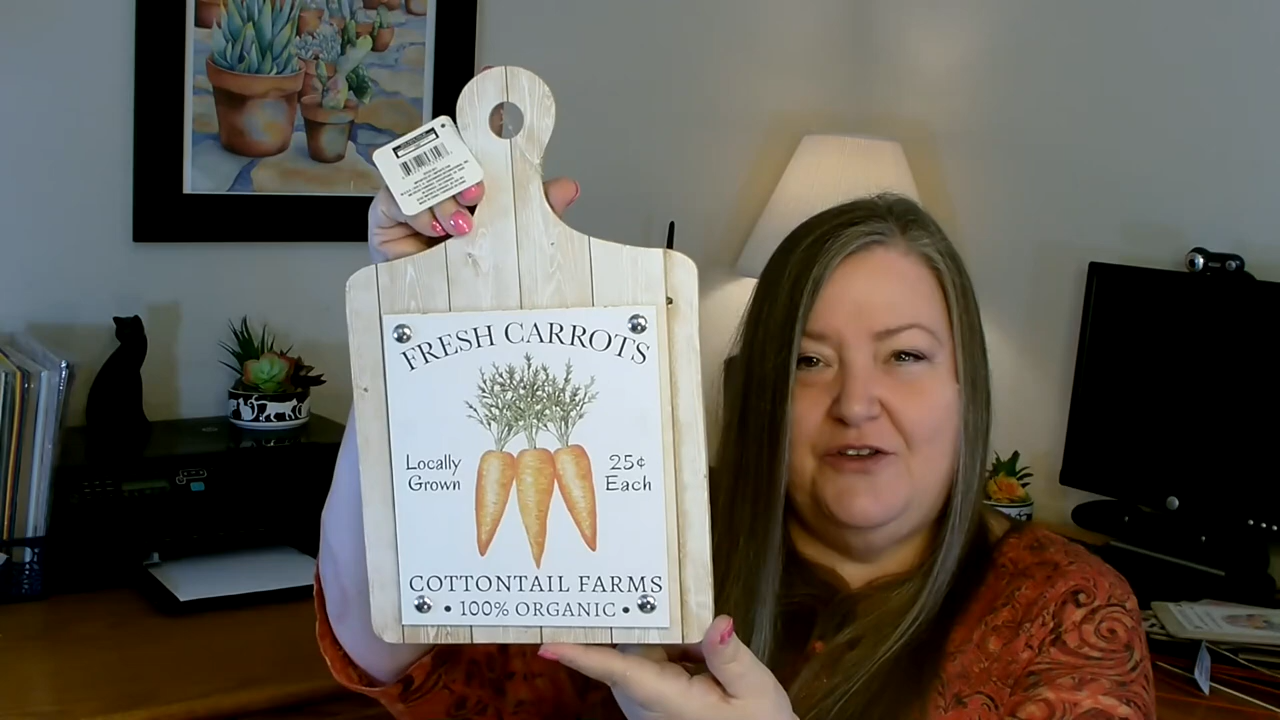 FRESH CARROTS
Locally
Grown
25¢
Each
COTTONTAIL FARMS
• 100% ORGANIC •